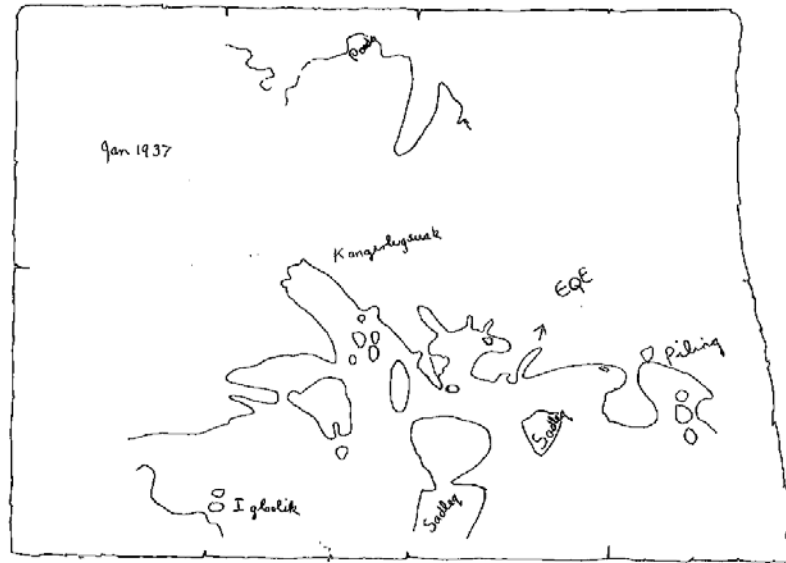 Jan 1937
Kangerlugsuak
EQE
Piling
Sadleq
Sadleq
Igloolik